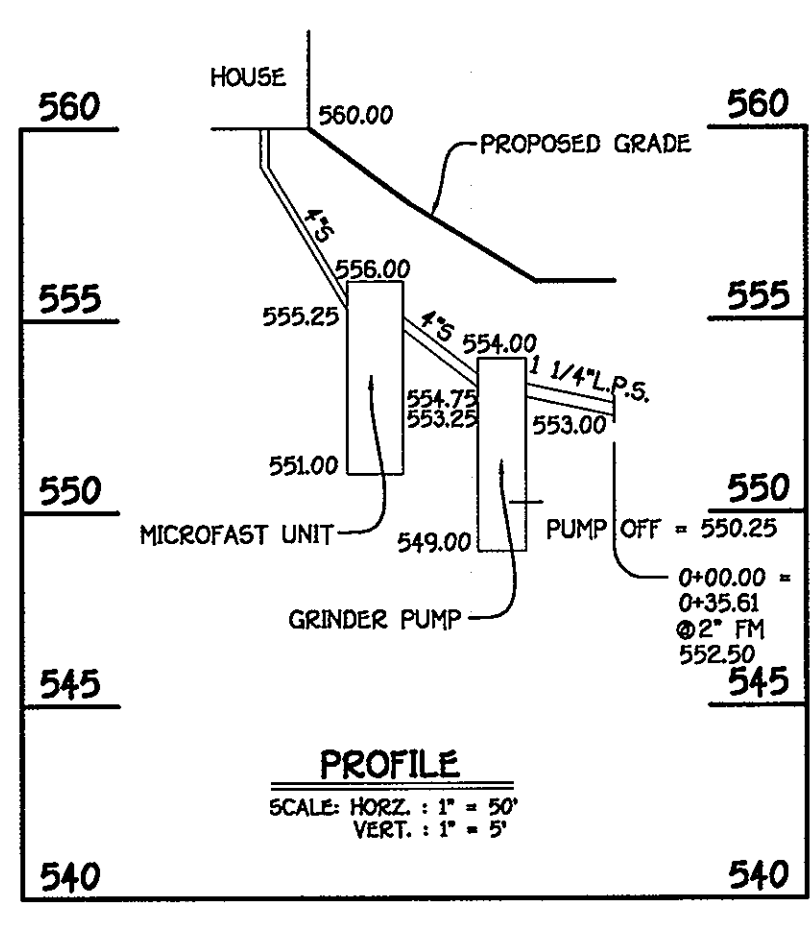 HOUSE
560
560
560.00
PROPOSED GRADE
4"S
556.00
555
555
555.25
4"S
554.00
1 1/4"L.P.S.
554.75
553.25
553.00
551.00
550
550
MICROFAST UNIT
549.00
PUMP OFF = 550.25
0+00.00 =
0+35.61
@2" FM
552.50
GRINDER PUMP
545
545
PROFILE
SCALE: HORZ. : 1" = 50'
VERT. : 1" = 5'
540
540